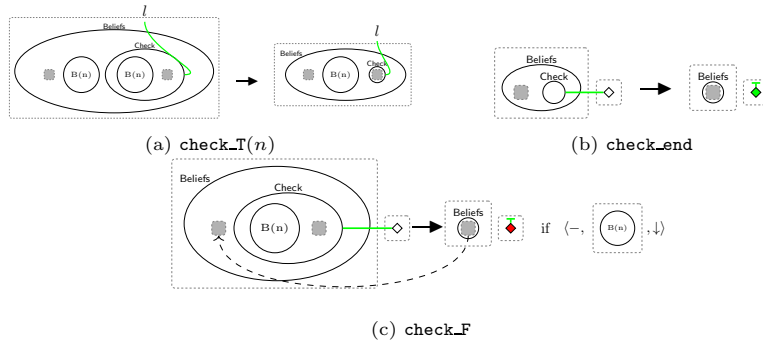 l
Beliefs
Check
B(n)
B(n)
l
Beliefs
B(n)
Check
Beliefs
Check
Beliefs
(a) check_T(n)
(b) check_end
Beliefs
Check
B(n)
Beliefs
if ⟨−, B(n) ,↓⟩
(c) check_F